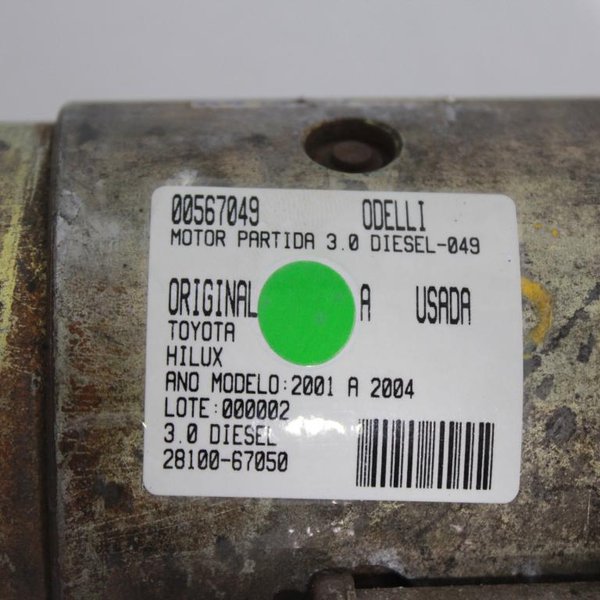 00567049 ODELLI
MOTOR PARTIDA 3.0 DIESEL-049
ORIGINAL A USADA
TOYOTA
HILUX
ANO MODELO:2001 A 2004
LOTE:000002
3.0 DIESEL
28100-67050